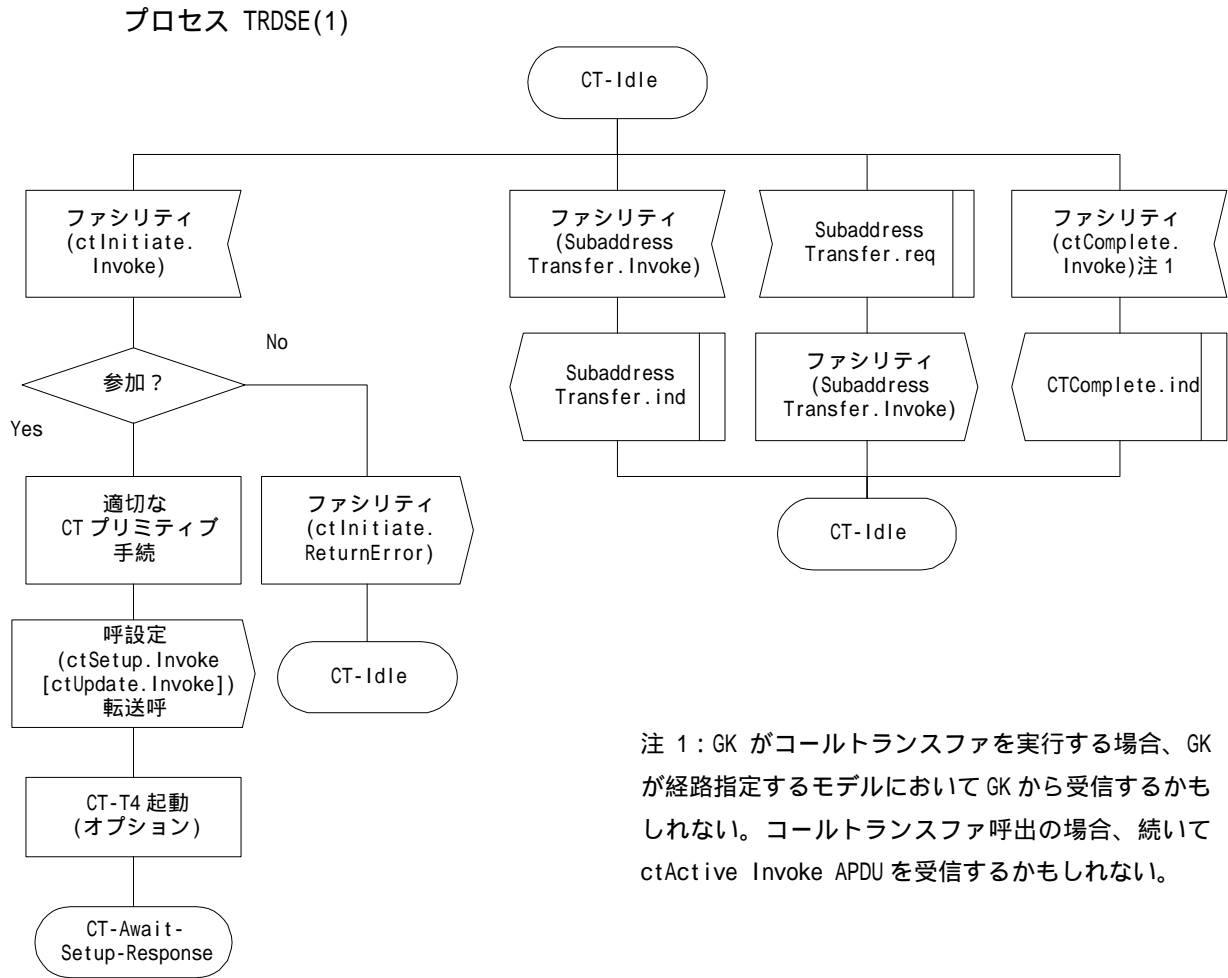 プロセス TRDSE(1)
CT-Idle
ファシリティ
(ctInitiate.
Invoke)
ファシリティ
(Subaddress
Transfer.Invoke)
Subaddress
Transfer.req
ファシリティ
(ctComplete.
Invoke)注1
参加？
No
Yes
Subaddress
Transfer.ind
ファシリティ
(Subaddress
Transfer.Invoke)
CTComplete.ind
適切な
CTプリミティブ
手続
ファシリティ
(ctInitiate.
ReturnError)
CT-Idle
呼設定
(ctSetup.Invoke
[ctUpdate.Invoke])
転送呼
CT-Idle
CT-T4起動
(オプション)
CT-Await-
Setup-Response
注 1：GK がコールトランスファを実行する場合、GK
が経路指定するモデルにおいて GK から受信するかも
しれない。コールトランスファ呼出の場合、続いて
ctActive Invoke APDU を受信するかもしれない。